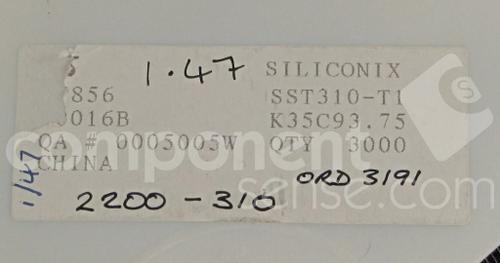 1.47 SILICONIX
856 SST310-T1
0016B K35C93.75
QA # 0005005W QTY 3000
CHINA
ORD 3191
2200-310
1/47
component
sense.com